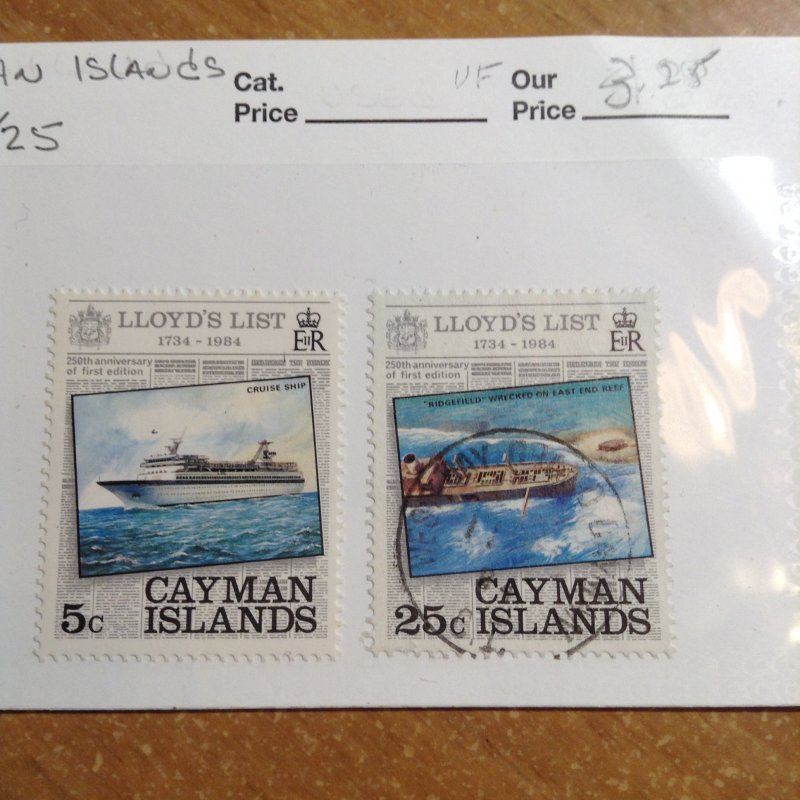 AN ISLANDS
Cat. Price
VF
Our Price 3.25
/25
LLOYD'S LIST
1734 - 1984
EIIR
250th anniversary
of first edition
CRUISE SHIP
5c
CAYMAN
ISLANDS
LLOYD'S LIST
1734 - 1984
EIIR
250th anniversary
of first edition
"RIDGEFIELD" WRECKED ON EAST END REEF
25c
CAYMAN
ISLANDS